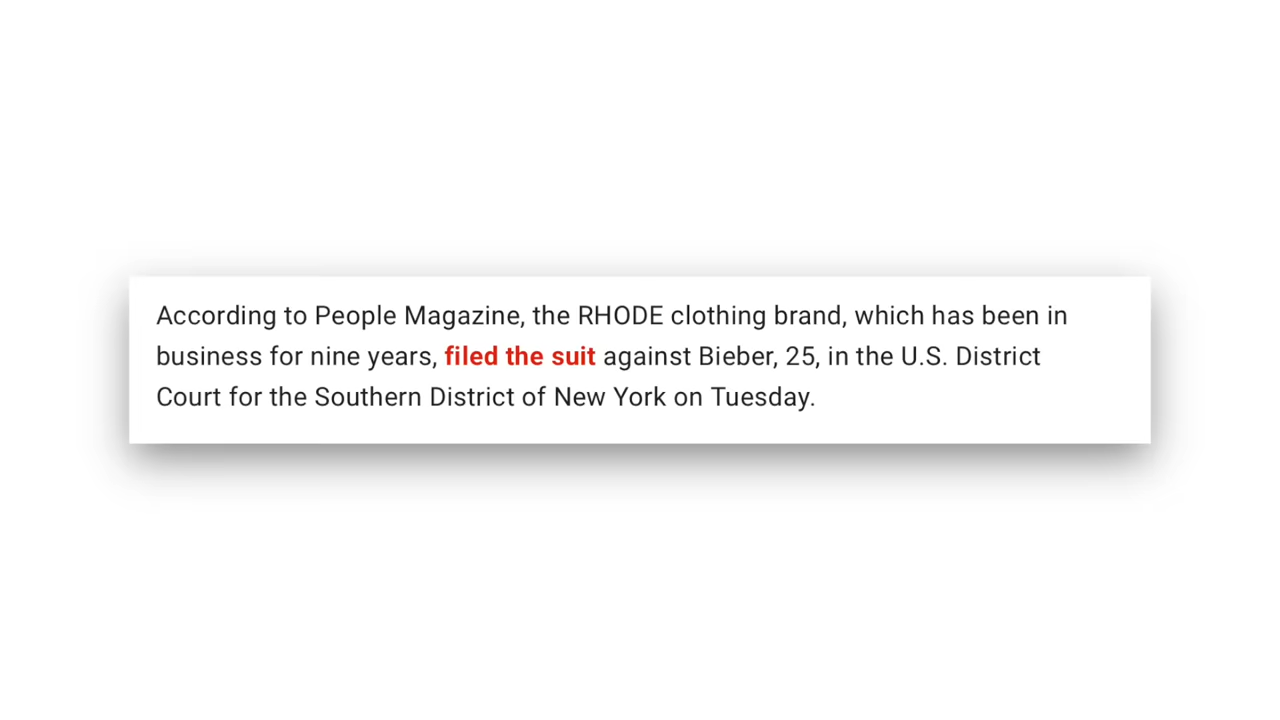 According to People Magazine, the RHODE clothing brand, which has been in
business for nine years, filed the suit against Bieber, 25, in the U.S. District
Court for the Southern District of New York on Tuesday.